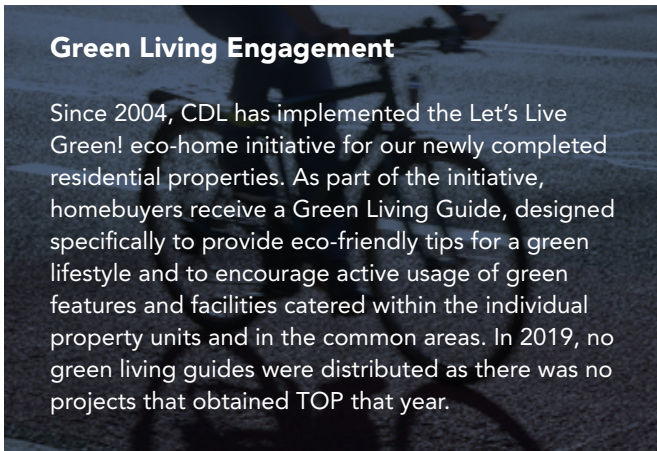 Green Living Engagement
Since 2004, CDL has implemented the Let’s Live
Green! eco-home initiative for our newly completed
residential properties. As part of the initiative,
homebuyers receive a Green Living Guide, designed
specifically to provide eco-friendly tips for a green
lifestyle and to encourage active usage of green
features and facilities catered within the individual
property units and in the common areas. In 2019, no
green living guides were distributed as there was no
projects that obtained TOP that year.